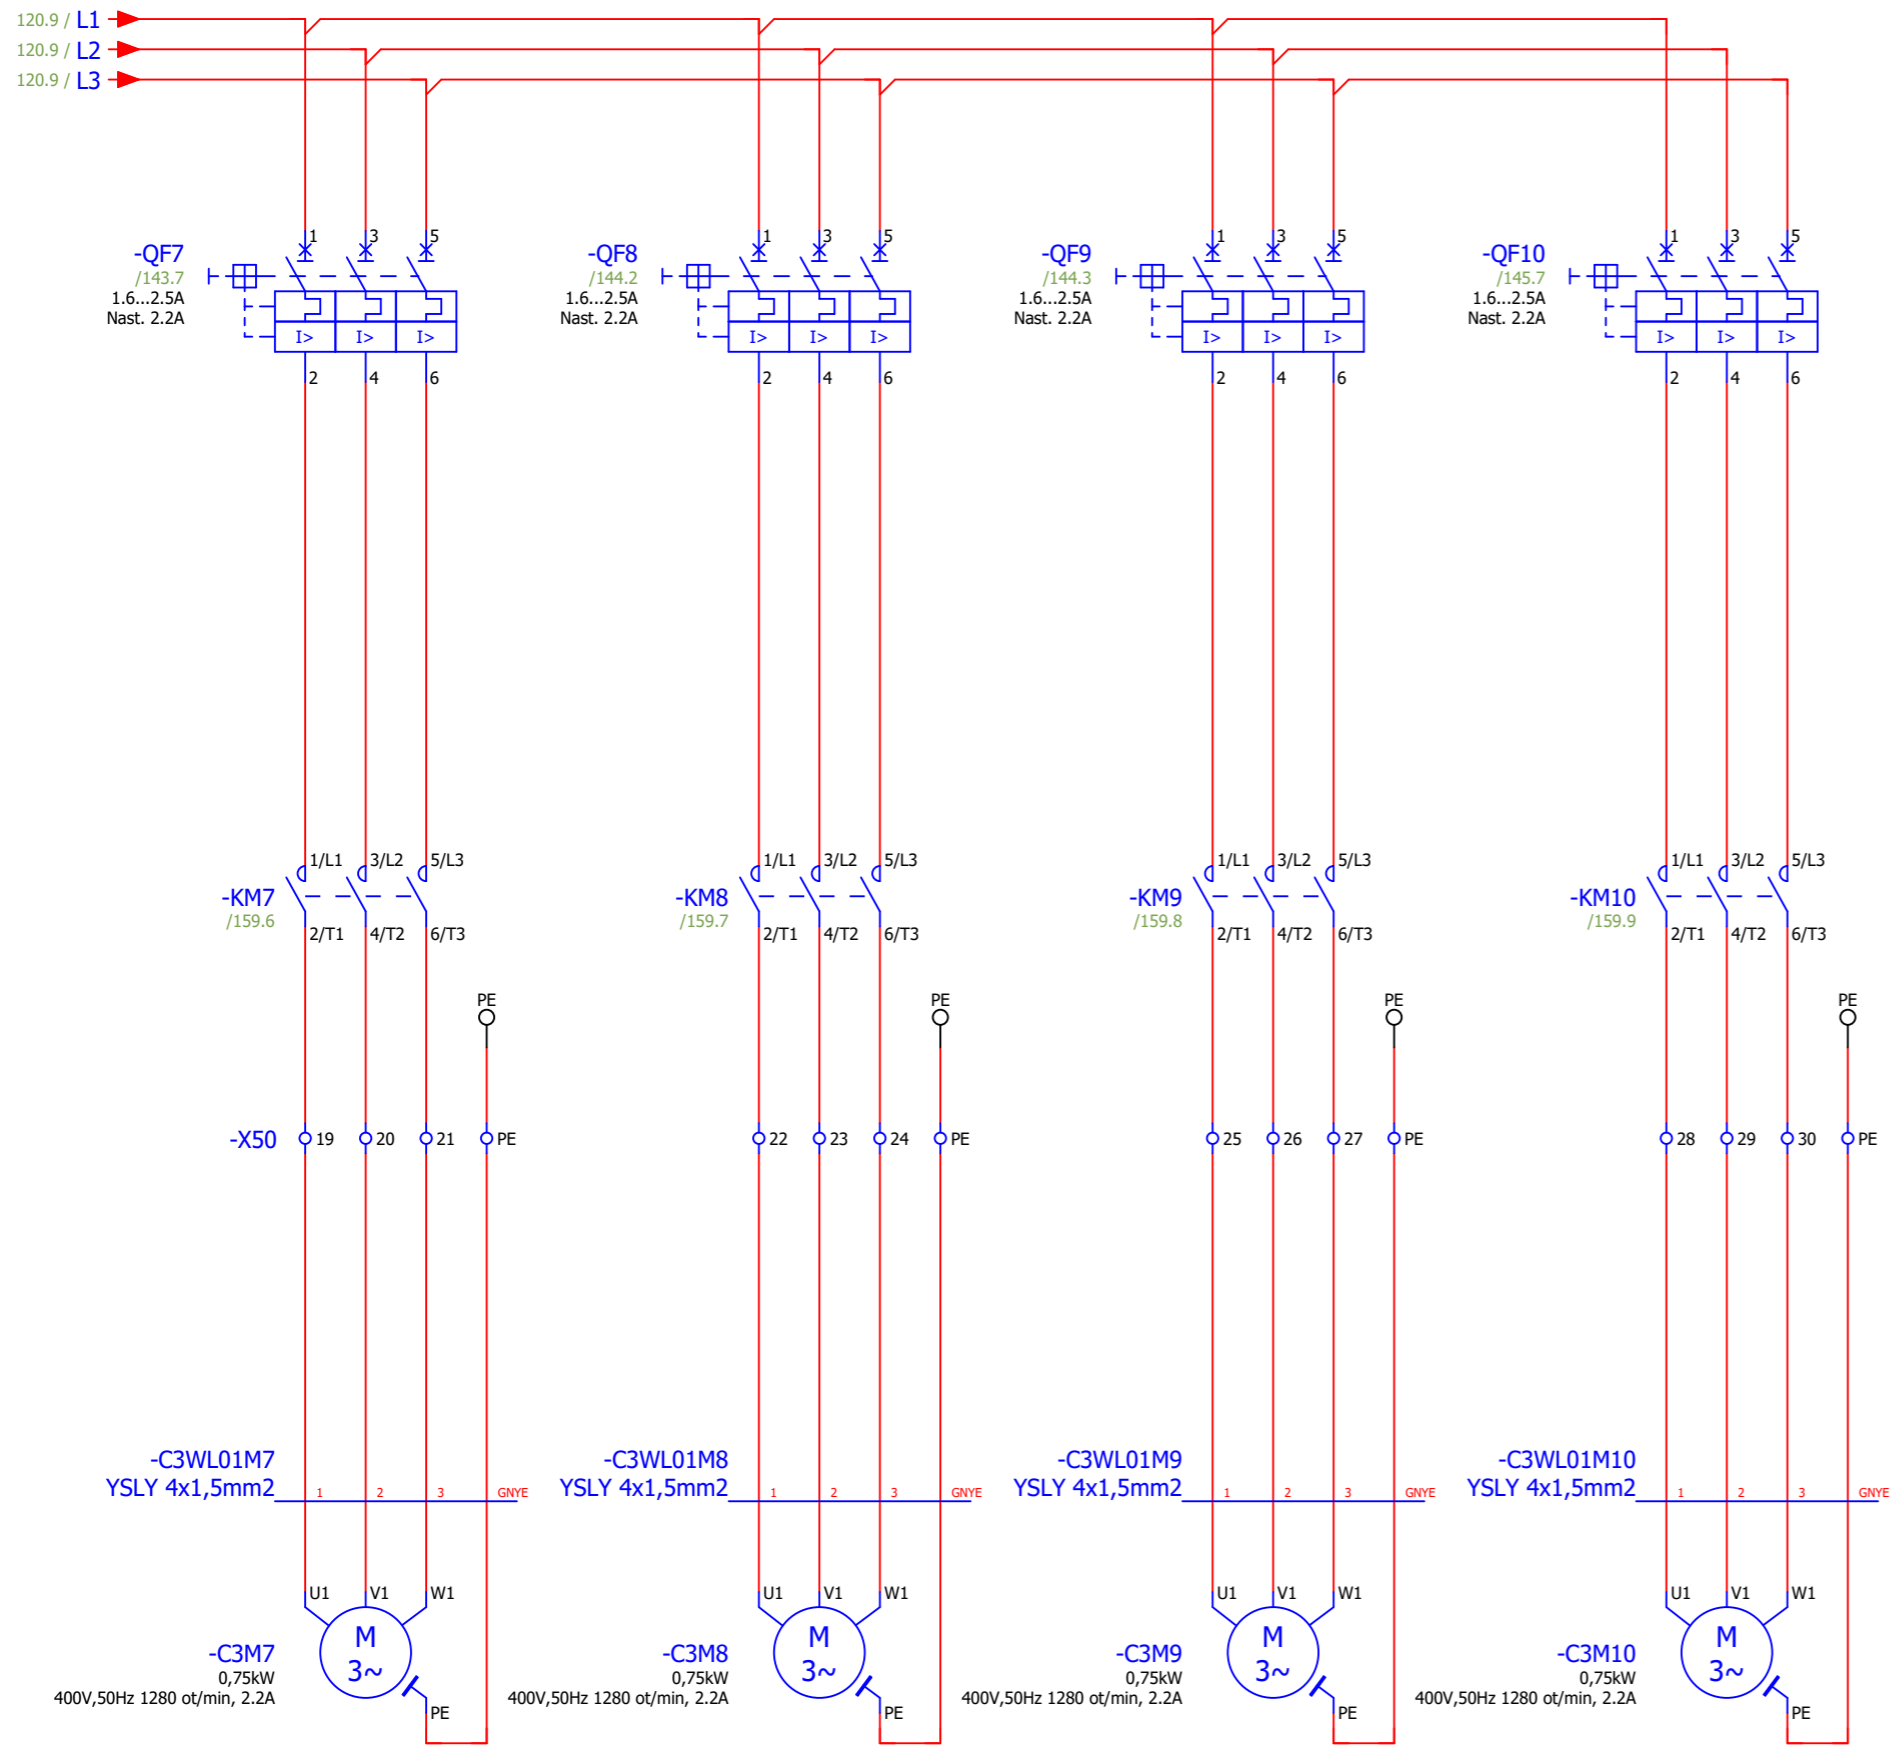 120.9 / L1
120.9 / L2
120.9 / L3
-QF7
/143.7
1.6...2.5A
Nast. 2.2A
1 3 5
I> I> I>
2 4 6
-QF8
/144.2
1.6...2.5A
Nast. 2.2A
1 3 5
I> I> I>
2 4 6
-QF9
/144.3
1.6...2.5A
Nast. 2.2A
1 3 5
I> I> I>
2 4 6
-QF10
/145.7
1.6...2.5A
Nast. 2.2A
1 3 5
I> I> I>
2 4 6
-KM7
/159.6
1/L1 3/L2 5/L3
2/T1 4/T2 6/T3
-KM8
/159.7
1/L1 3/L2 5/L3
2/T1 4/T2 6/T3
-KM9
/159.8
1/L1 3/L2 5/L3
2/T1 4/T2 6/T3
-KM10
/159.9
1/L1 3/L2 5/L3
2/T1 4/T2 6/T3
PE PE PE PE
-X50 19 20 21 PE 22 23 24 PE 25 26 27 PE 28 29 30 PE
-C3WL01M7
YSLY 4x1,5mm2 1 2 3 GNYE
-C3WL01M8
YSLY 4x1,5mm2 1 2 3 GNYE
-C3WL01M9
YSLY 4x1,5mm2 1 2 3 GNYE
-C3WL01M10
YSLY 4x1,5mm2 1 2 3 GNYE
U1 V1 W1
M
3~
-C3M7
0,75kW
400V,50Hz 1280 ot/min, 2.2A
PE
U1 V1 W1
M
3~
-C3M8
0,75kW
400V,50Hz 1280 ot/min, 2.2A
PE
U1 V1 W1
M
3~
-C3M9
0,75kW
400V,50Hz 1280 ot/min, 2.2A
PE
U1 V1 W1
M
3~
-C3M10
0,75kW
400V,50Hz 1280 ot/min, 2.2A
PE